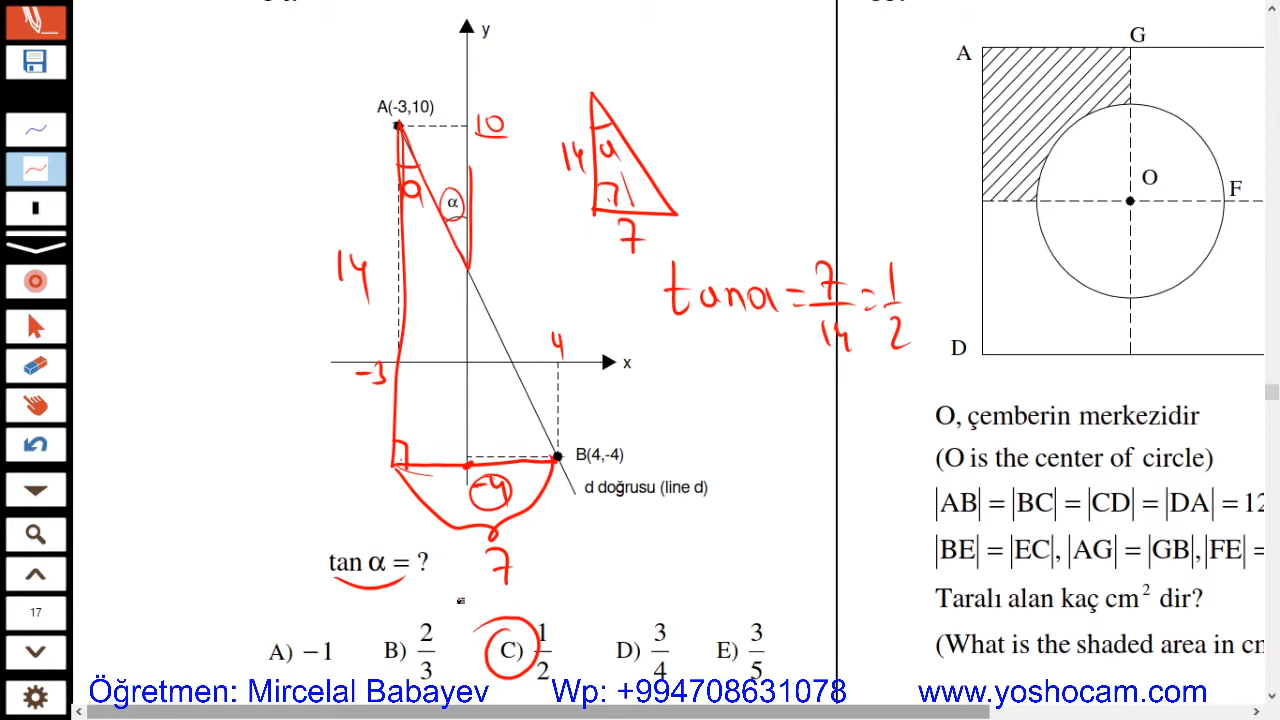 y
A(-3,10)
10
α
α
14
-3
4
x
-4
B(4,-4)
d doğrusu (line d)
7
14
α
7
tanα = 7/14 = 1/2
tan α = ?
A) −1 B) 2/3 C) 1/2 D) 3/4 E) 3/5
A
G
O
F
D
O, çemberin merkezidir
(O is the center of circle)
|AB| = |BC| = |CD| = |DA| = 12
|BE| = |EC|, |AG| = |GB|, |FE| =
Taralı alan kaç cm² dir?
(What is the shaded area in cm
17
Öğretmen: Mircelal Babayev Wp: +994708631078 www.yoshocam.com